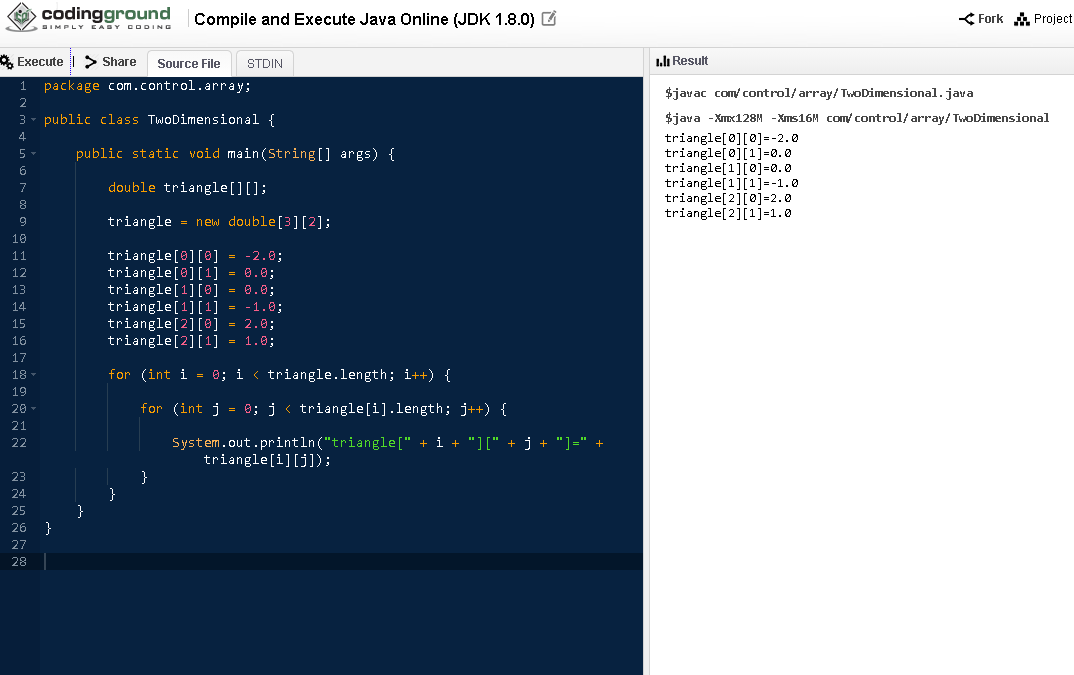 codingground
SIMPLY EASY CODING
Compile and Execute Java Online (JDK 1.8.0)
Fork
Project
Execute
Share
Source File
STDIN
1 package com.control.array;
2
3 public class TwoDimensional {
4
5 public static void main(String[] args) {
6
7 double triangle[][];
8
9 triangle = new double[3][2];
10
11 triangle[0][0] = -2.0;
12 triangle[0][1] = 0.0;
13 triangle[1][0] = 0.0;
14 triangle[1][1] = -1.0;
15 triangle[2][0] = 2.0;
16 triangle[2][1] = 1.0;
17
18 for (int i = 0; i < triangle.length; i++) {
19
20 for (int j = 0; j < triangle[i].length; j++) {
21
22 System.out.println("triangle[" + i + "][" + j + "]=" +
triangle[i][j]);
23 }
24 }
25 }
26 }
27
28
Result
$javac com/control/array/TwoDimensional.java
$java -Xmx128M -Xms16M com/control/array/TwoDimensional
triangle[0][0]=-2.0
triangle[0][1]=0.0
triangle[1][0]=0.0
triangle[1][1]=-1.0
triangle[2][0]=2.0
triangle[2][1]=1.0